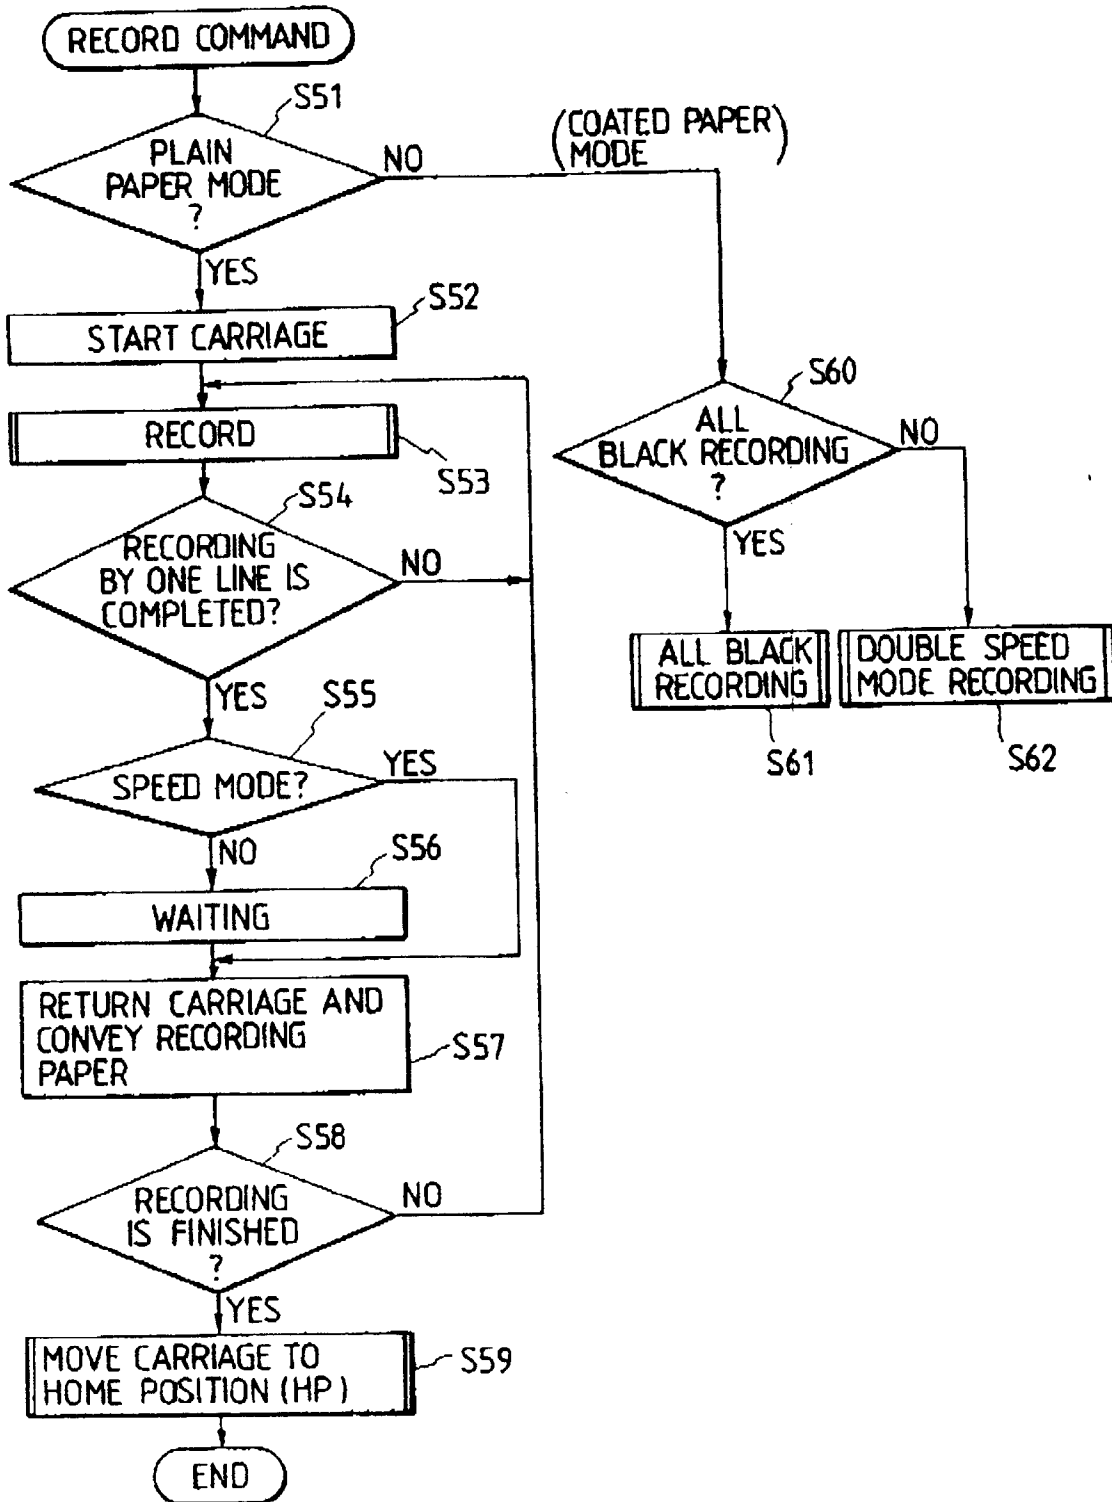 RECORD COMMAND
S51
PLAIN
PAPER MODE
?
NO
(COATED PAPER
MODE)
YES
S52
START CARRIAGE
RECORD
S53
S54
RECORDING
BY ONE LINE IS
COMPLETED?
NO
YES
S55
SPEED MODE?
YES
NO
S56
WAITING
RETURN CARRIAGE AND
CONVEY RECORDING
PAPER
S57
S58
RECORDING
IS FINISHED
?
NO
YES
MOVE CARRIAGE TO
HOME POSITION (HP)
S59
END
S60
ALL
BLACK RECORDING
?
NO
YES
ALL BLACK
RECORDING
S61
DOUBLE SPEED
MODE RECORDING
S62